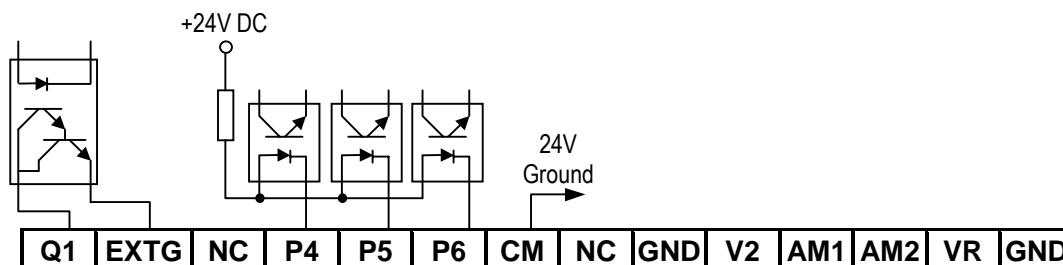 +24V DC
24V
Ground
Q1 EXTG NC P4 P5 P6 CM NC GND V2 AM1 AM2 VR GND